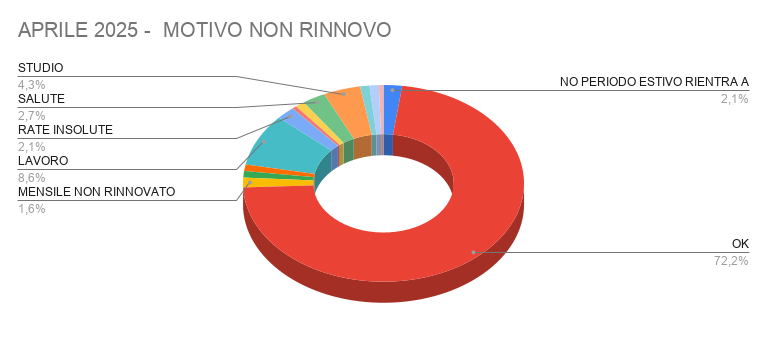 APRILE 2025 -  MOTIVO NON RINNOVO
STUDIO
4,3%
SALUTE
2,7%
RATE INSOLUTE
2,1%
LAVORO
8,6%
MENSILE NON RINNOVATO
1,6%
NO PERIODO ESTIVO RIENTRA A
2,1%
OK
72,2%